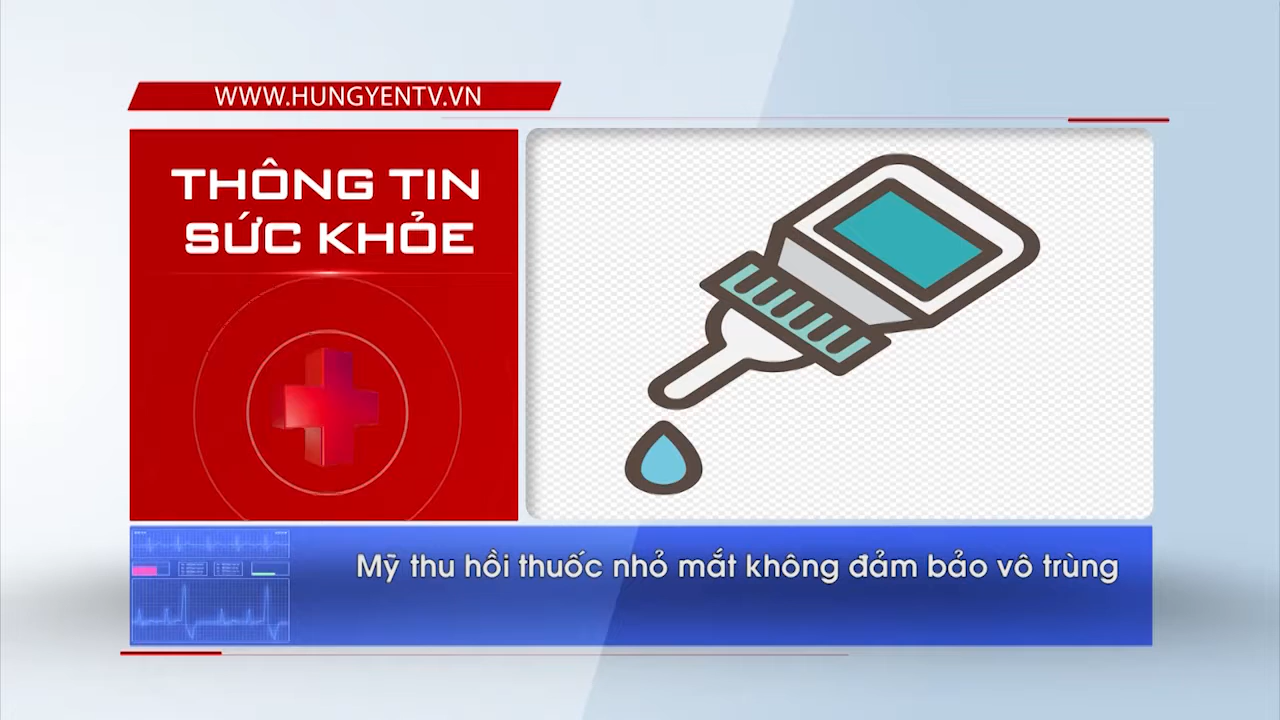 WWW.HUNGYENTV.VN
THÔNG TIN
SỨC KHỎE
Mỹ thu hồi thuốc nhỏ mắt không đảm bảo vô trùng